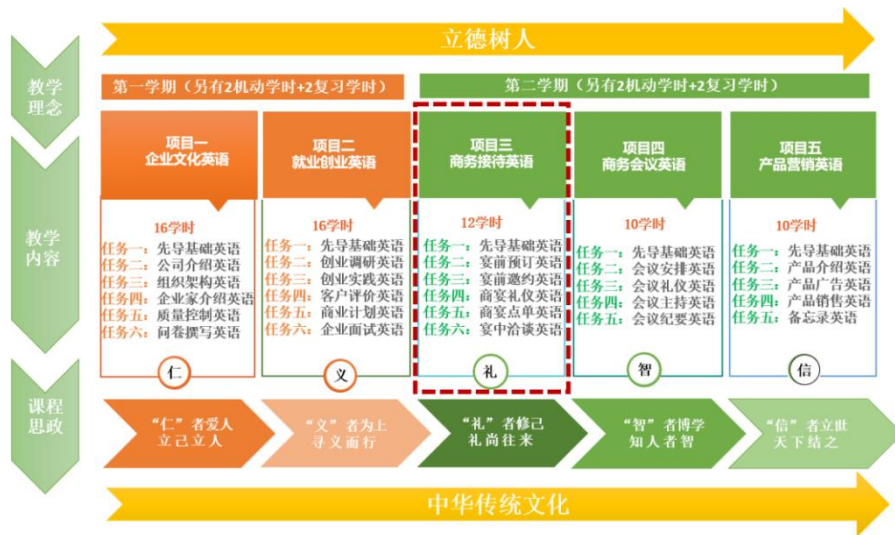 立德树人
教学
理念
第一学期（另有2机动学时+2复习学时）
第二学期（另有2机动学时+2复习学时）
教学
内容
项目一
企业文化英语
16学时
任务一：先导基础英语
任务二：公司介绍英语
任务三：组织架构英语
任务四：企业家介绍英语
任务五：质量控制英语
任务六：问卷撰写英语
仁
项目二
就业创业英语
16学时
任务一：先导基础英语
任务二：创业调研英语
任务三：创业实践英语
任务四：客户评价英语
任务五：商业计划英语
任务六：企业面试英语
义
项目三
商务接待英语
12学时
任务一：先导基础英语
任务二：宴前预订英语
任务三：宴前邀约英语
任务四：商宴礼仪英语
任务五：商宴点单英语
任务六：宴中洽谈英语
礼
项目四
商务会议英语
10学时
任务一：先导基础英语
任务二：会议安排英语
任务三：会议礼仪英语
任务四：会议主持英语
任务五：会议纪要英语
智
项目五
产品营销英语
10学时
任务一：先导基础英语
任务二：产品介绍英语
任务三：产品广告英语
任务四：产品销售英语
任务五：备忘录英语
信
课程
思政
“仁”者爱人
立己立人
“义”者为上
寻义而行
“礼”者修己
礼尚往来
“智”者博学
知人者智
“信”者立世
天下结之
中华传统文化